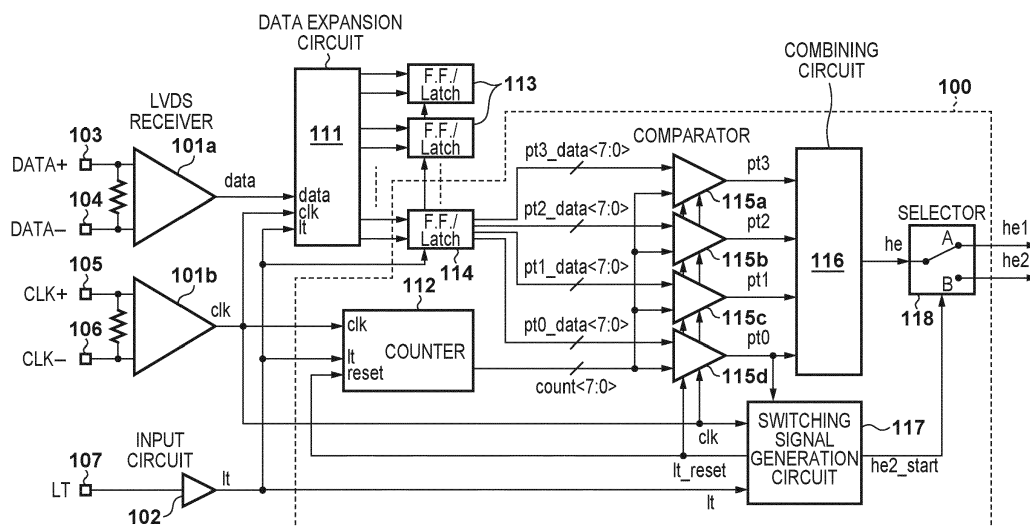 DATA EXPANSION
CIRCUIT
COMBINING
CIRCUIT
LVDS
RECEIVER
F.F./
Latch
113
100
103
101a
111
F.F./
Latch
COMPARATOR
DATA+
pt3_data<7:0>
pt3
104
data
data
clk
lt
115a
SELECTOR
pt2_data<7:0>
pt2
DATA–
F.F./
Latch
he
A
he1
114
115b
116
he2
105
101b
112
pt1_data<7:0>
pt1
B
CLK+
clk
clk
115c
118
106
COUNTER
pt0_data<7:0>
pt0
CLK–
lt
reset
115d
count<7:0>
INPUT
CIRCUIT
clk
SWITCHING
SIGNAL
GENERATION
CIRCUIT
117
107
lt_reset
he2_start
LT
lt
102
lt